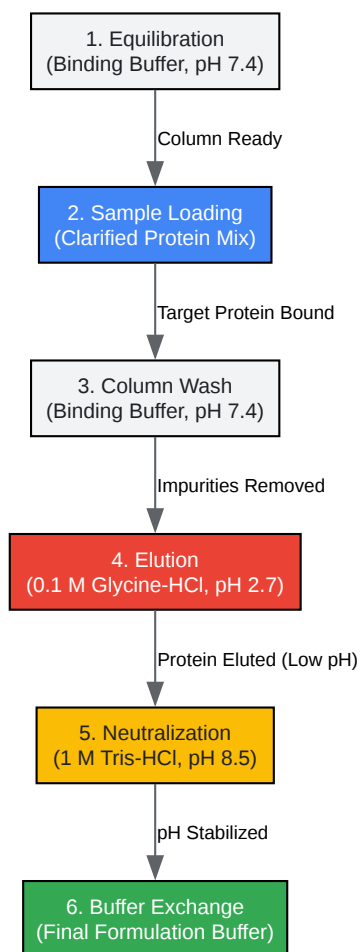 1. Equilibration
(Binding Buffer, pH 7.4)
Column Ready
2. Sample Loading
(Clarified Protein Mix)
Target Protein Bound
3. Column Wash
(Binding Buffer, pH 7.4)
Impurities Removed
4. Elution
(0.1 M Glycine-HCl, pH 2.7)
Protein Eluted (Low pH)
5. Neutralization
(1 M Tris-HCl, pH 8.5)
pH Stabilized
6. Buffer Exchange
(Final Formulation Buffer)